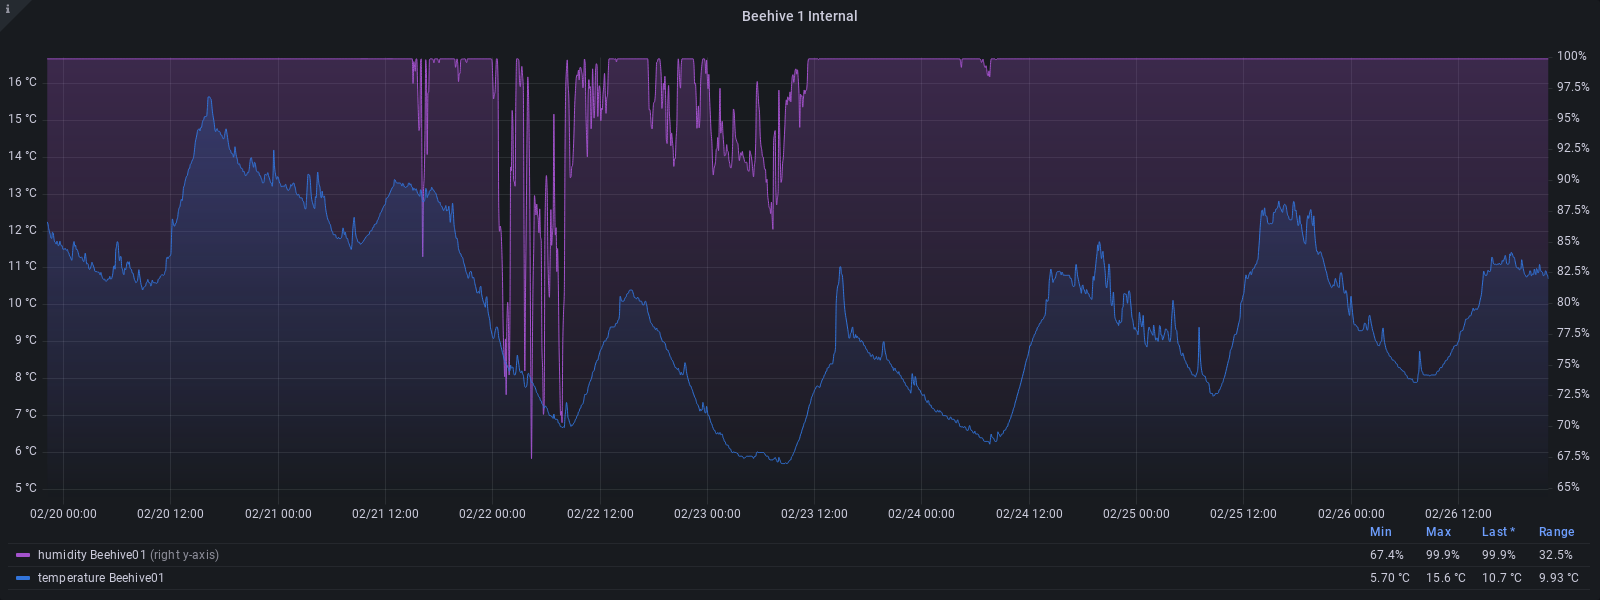 i
Beehive 1 Internal
16 °C
15 °C
14 °C
13 °C
12 °C
11 °C
10 °C
9 °C
8 °C
7 °C
6 °C
5 °C
100%
97.5%
95%
92.5%
90%
87.5%
85%
82.5%
80%
77.5%
75%
72.5%
70%
67.5%
65%
02/20 00:00 02/20 12:00 02/21 00:00 02/21 12:00 02/22 00:00 02/22 12:00 02/23 00:00 02/23 12:00 02/24 00:00 02/24 12:00 02/25 00:00 02/25 12:00 02/26 00:00 02/26 12:00
Min Max Last * Range
humidity Beehive01 (right y-axis) 67.4% 99.9% 99.9% 32.5%
temperature Beehive01 5.70 °C 15.6 °C 10.7 °C 9.93 °C